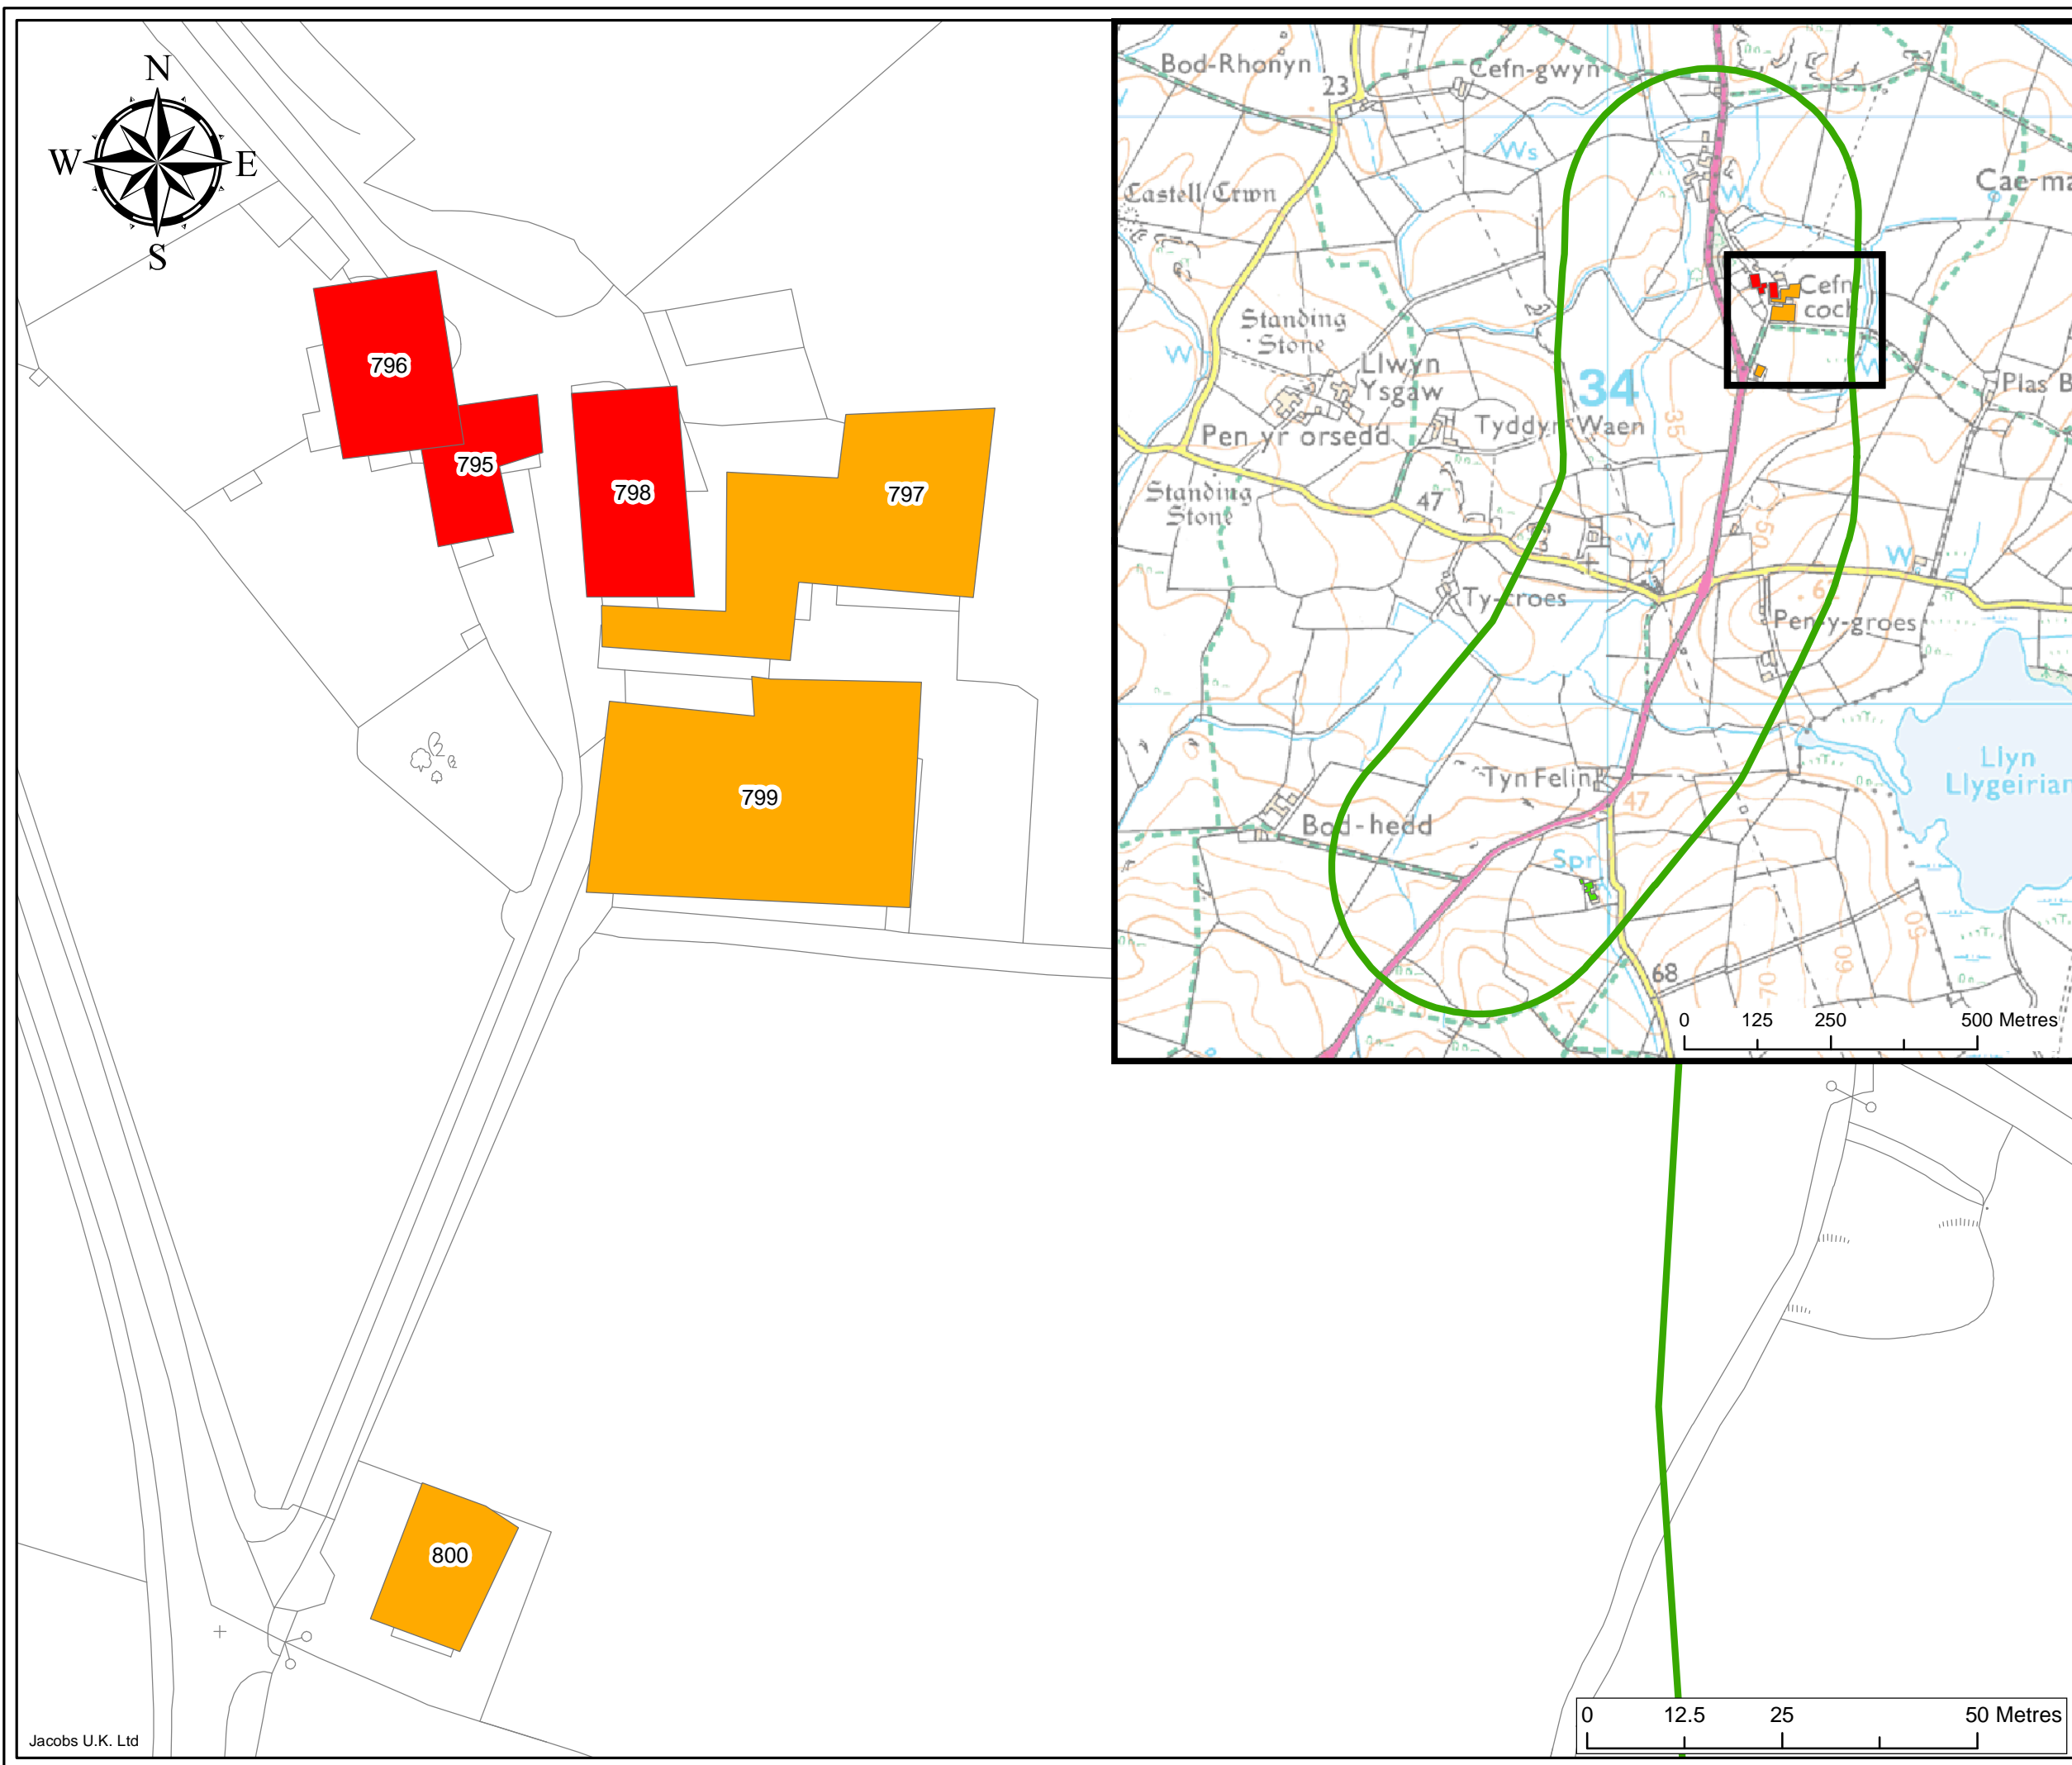 N
W
E
S
796
795
798
797
799
800
Jacobs U.K. Ltd
Bod-Rhonyn
23
Cefn-gwyn
Ws
Castell Crwn
W
Cae-ma
Standing
Stone
W
Llwyn
Ysgaw
Pen yr orsedd
34
Cefn
coch
W
Plas B
35
Tyddyn Waen
Standing
Stone
47
50
W
W
Ty-croes
62
Pen-y-groes
Llyn
Llygeirian
Tyn Felin
47
Bod-hedd
Spr
50
60
70
68
0 125 250 500 Metres
0 12.5 25 50 Metres